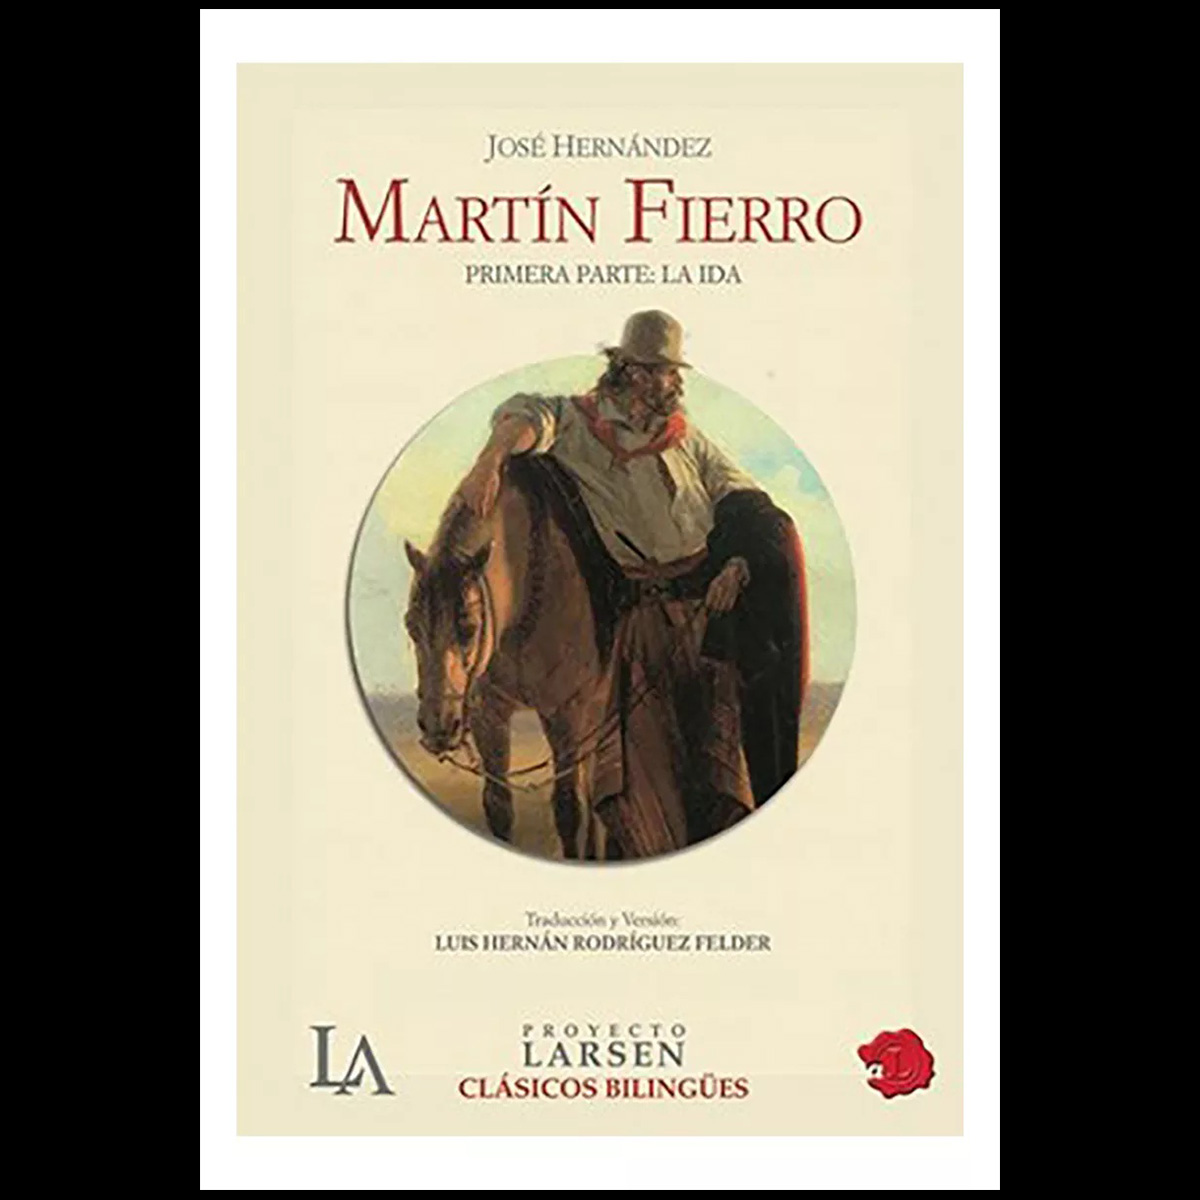 JOSÉ HERNÁNDEZ
MARTÍN FIERRO
PRIMERA PARTE: LA IDA
Traducción y Versión:
LUIS HERNÁN RODRÍGUEZ FELDER
LA
PROYECTO
LARSEN
CLÁSICOS BILINGÜES
aL